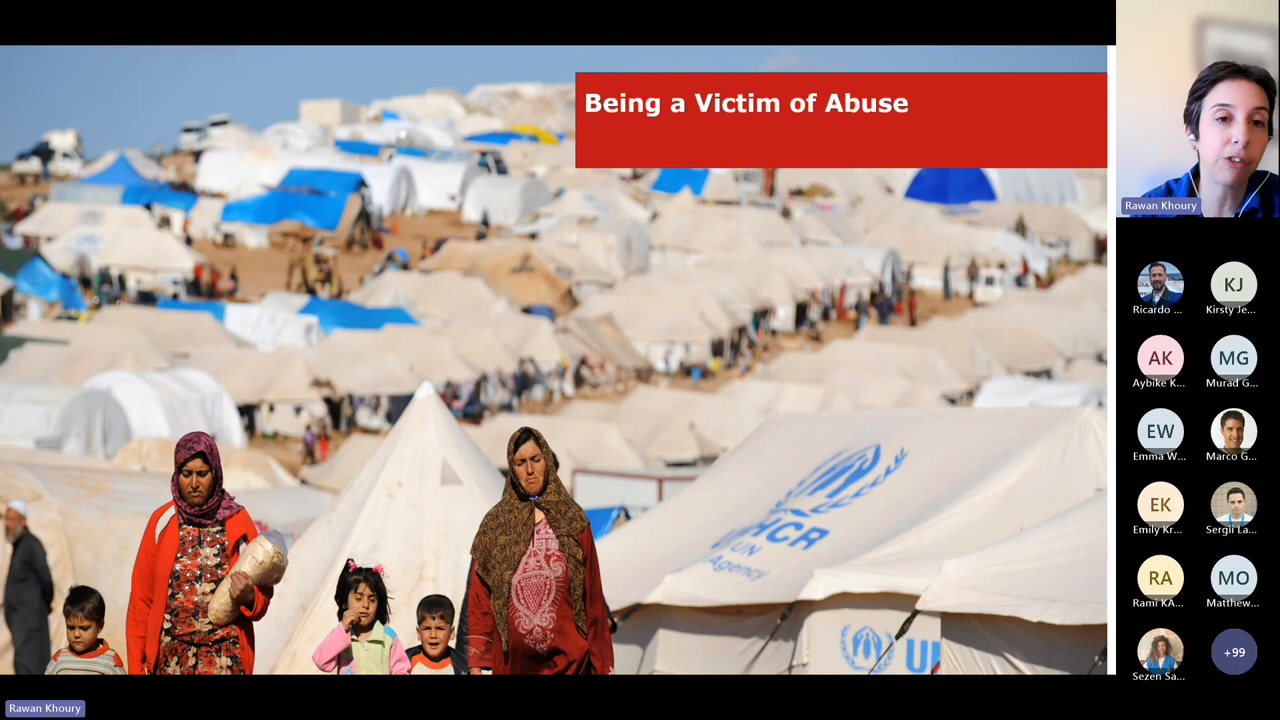 Being a Victim of Abuse
Rawan Khoury
Ricardo ...
KJ
Kirsty Je...
AK
Aybike K...
MG
Murad G...
EW
Emma W...
Marco G...
EK
Emily Kr...
Sergii La...
RA
Rami KA...
MO
Matthew...
Sezen Sa...
+99
HCR
UN
Agency
U
Rawan Khoury